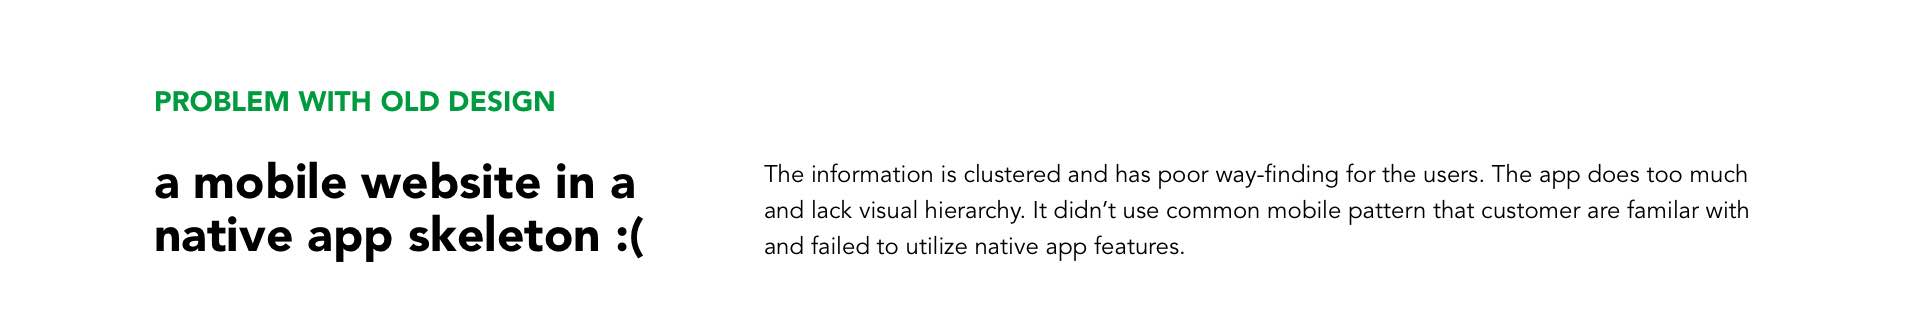 PROBLEM WITH OLD DESIGN
a mobile website in a
native app skeleton :(
The information is clustered and has poor way-finding for the users. The app does too much
and lack visual hierarchy. It didn’t use common mobile pattern that customer are familar with
and failed to utilize native app features.